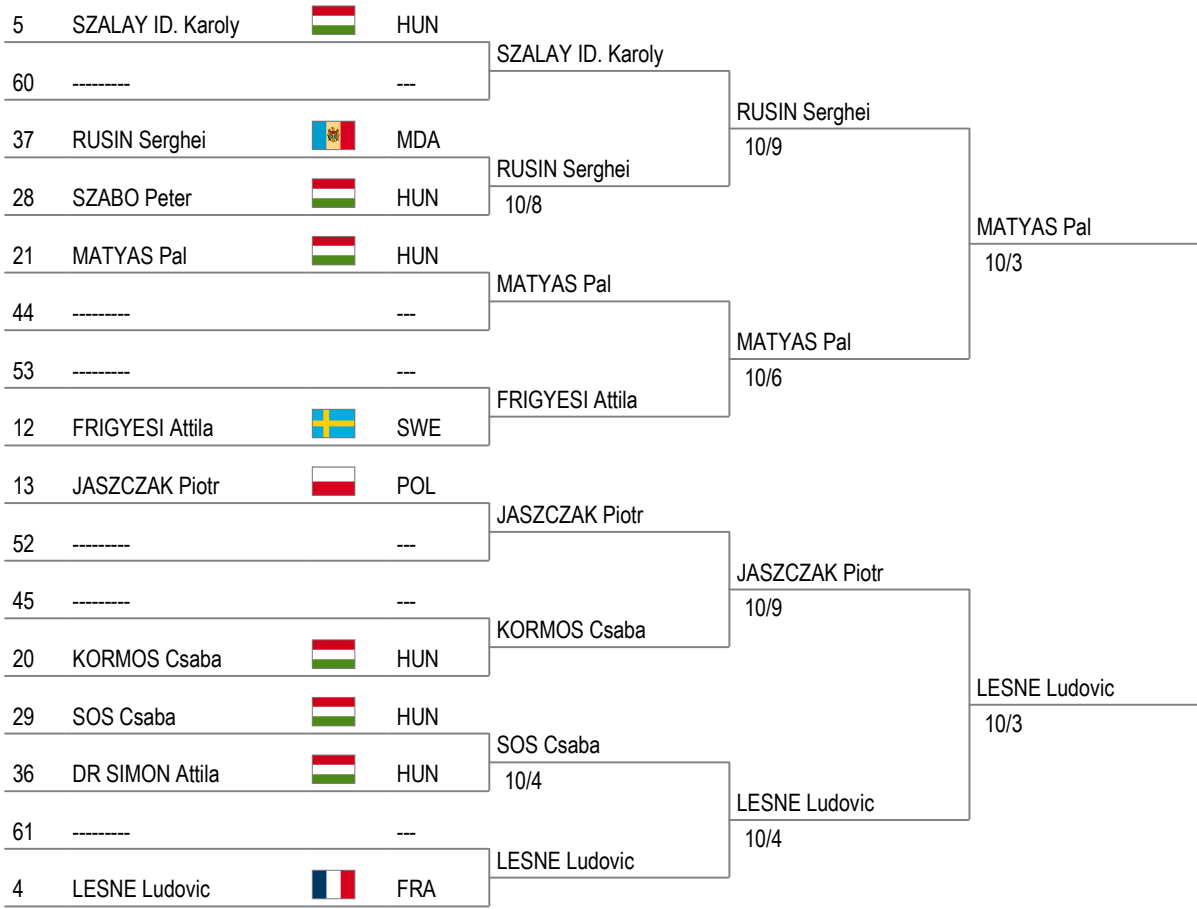 5 SZALAY ID. Karoly HUN
SZALAY ID. Karoly
60 --------- ---
RUSIN Serghei
37 RUSIN Serghei MDA
10/9
RUSIN Serghei
28 SZABO Peter HUN
10/8
MATYAS Pal
21 MATYAS Pal HUN
10/3
MATYAS Pal
44 --------- ---
MATYAS Pal
53 --------- ---
10/6
FRIGYESI Attila
12 FRIGYESI Attila SWE
13 JASZCZAK Piotr POL
JASZCZAK Piotr
52 --------- ---
JASZCZAK Piotr
45 --------- ---
10/9
KORMOS Csaba
20 KORMOS Csaba HUN
LESNE Ludovic
29 SOS Csaba HUN
10/3
SOS Csaba
36 DR SIMON Attila HUN
10/4
LESNE Ludovic
61 --------- ---
10/4
LESNE Ludovic
4 LESNE Ludovic FRA